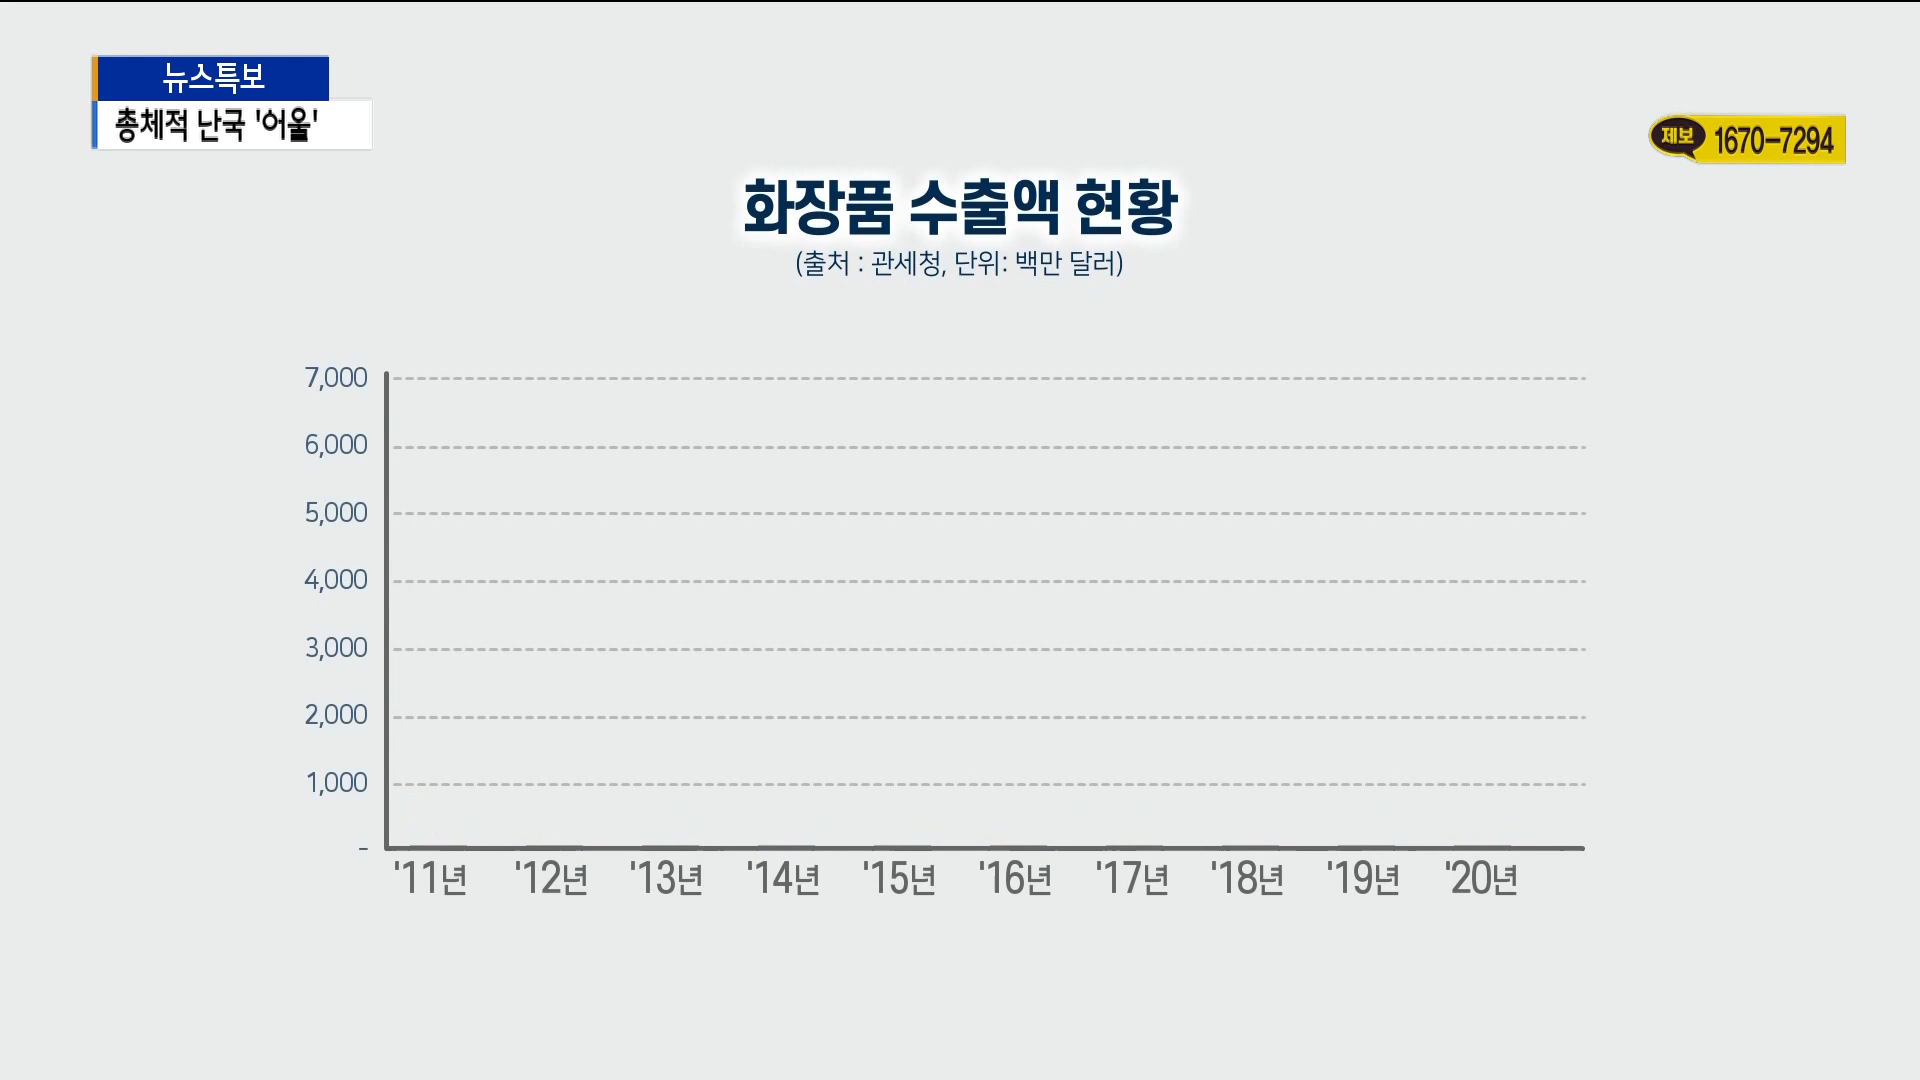 뉴스특보
총체적 난국 '어울'
제보 1670-7294
화장품 수출액 현황
(출처 : 관세청, 단위: 백만 달러)
7,000
6,000
5,000
4,000
3,000
2,000
1,000
-
'11년 '12년 '13년 '14년 '15년 '16년 '17년 '18년 '19년 '20년